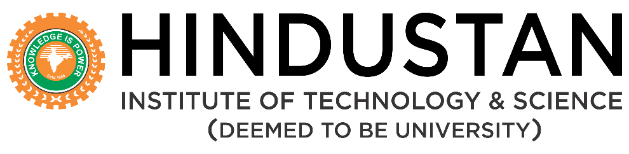 KNOWLEDGE IS POWER
HINDUSTAN
INSTITUTE OF TECHNOLOGY & SCIENCE
(DEEMED TO BE UNIVERSITY)